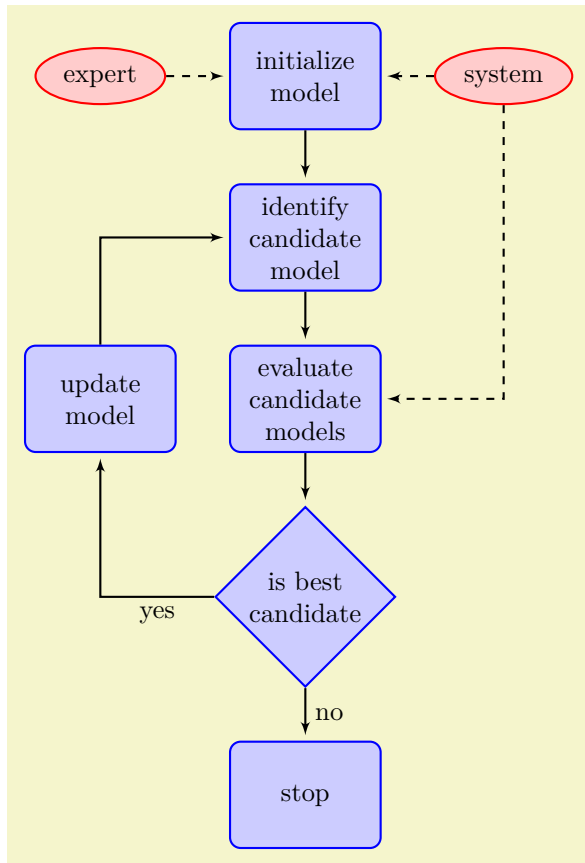 expert
initialize
model
system
identify
candidate
model
update
model
evaluate
candidate
models
is best
candidate
yes
no
stop